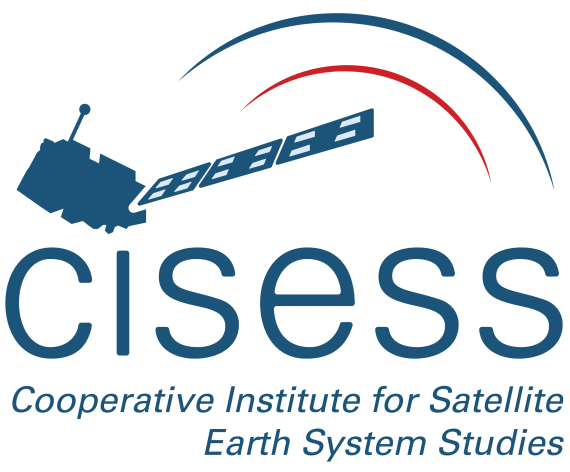 cisess
Cooperative Institute for Satellite
Earth System Studies